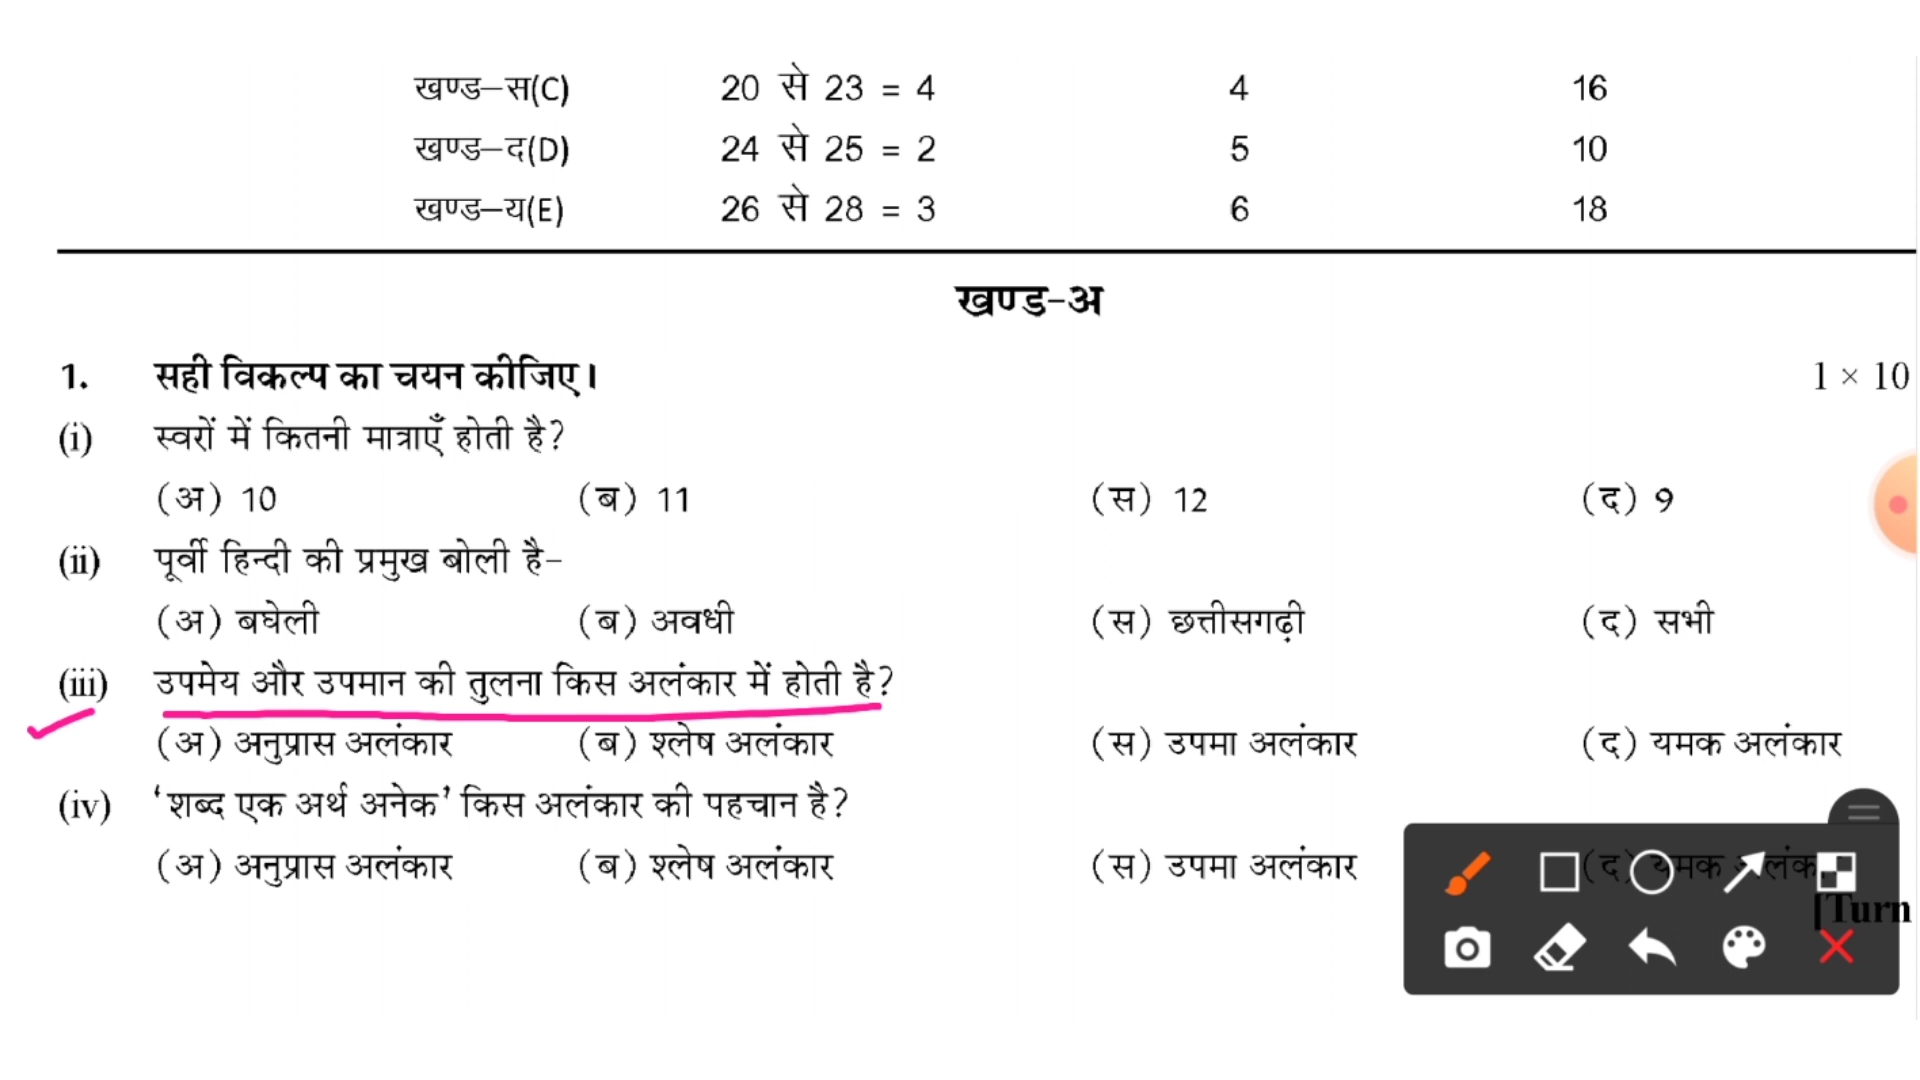 खण्ड–स(C) 20 से 23 = 4 4 16
खण्ड–द(D) 24 से 25 = 2 5 10
खण्ड–य(E) 26 से 28 = 3 6 18
खण्ड-अ
1. सही विकल्प का चयन कीजिए। 1 × 10
(i) स्वरों में कितनी मात्राएँ होती है?
(अ) 10 (ब) 11 (स) 12 (द) 9
(ii) पूर्वी हिन्दी की प्रमुख बोली है-
(अ) बघेली (ब) अवधी (स) छत्तीसगढ़ी (द) सभी
(iii) उपमेय और उपमान की तुलना किस अलंकार में होती है?
(अ) अनुप्रास अलंकार (ब) श्लेष अलंकार (स) उपमा अलंकार (द) यमक अलंकार
(iv) 'शब्द एक अर्थ अनेक' किस अलंकार की पहचान है?
(अ) अनुप्रास अलंकार (ब) श्लेष अलंकार (स) उपमा अलंकार (द)
[Turn